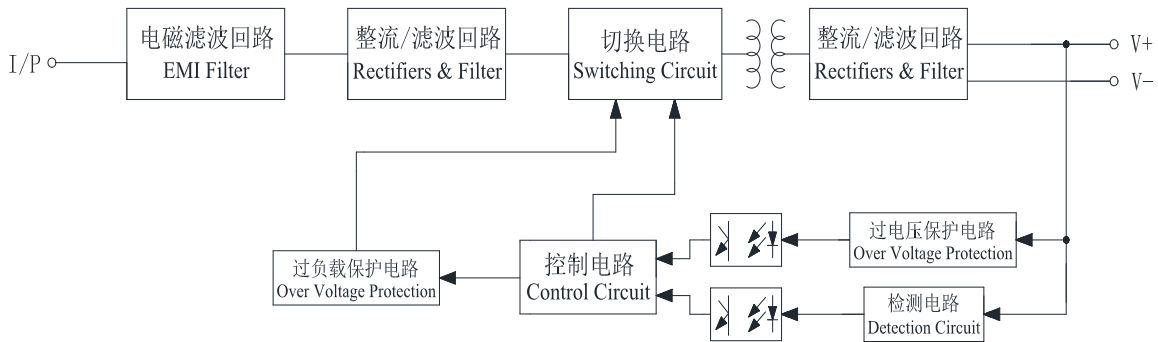 I/P
电磁滤波回路
EMI Filter
整流/滤波回路
Rectifiers & Filter
切换电路
Switching Circuit
整流/滤波回路
Rectifiers & Filter
V+
V-
过负载保护电路
Over Voltage Protection
控制电路
Control Circuit
过电压保护电路
Over Voltage Protection
检测电路
Detection Circuit